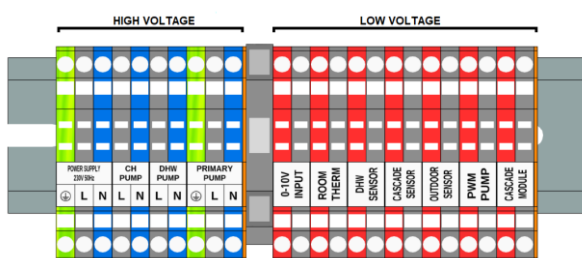 HIGH VOLTAGE
LOW VOLTAGE
POWER SUPPLY
230V 50Hz
CH
PUMP
DHW
PUMP
PRIMARY
PUMP
L N L N L N L N
0-10V
INPUT
ROOM
THERM
DHW
SENSOR
CASCADE
SENSOR
OUTDOOR
SENSOR
PWM
PUMP
CASCADE
MODULE